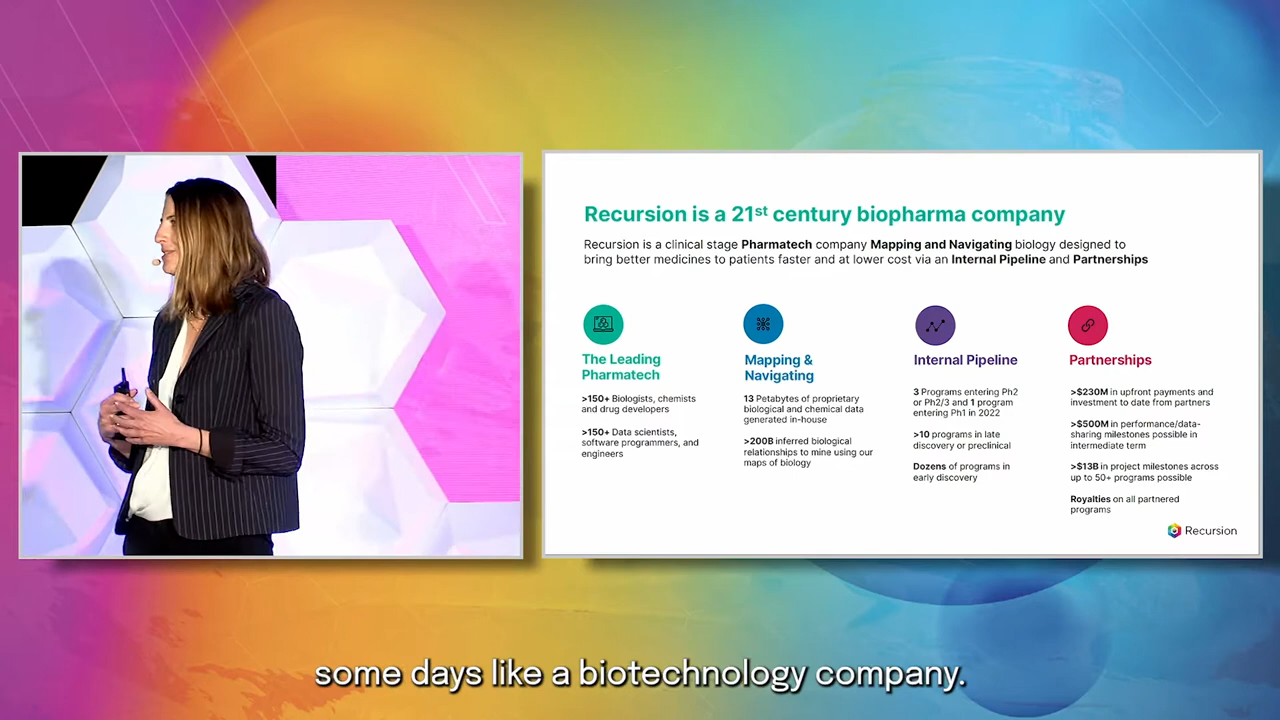 Recursion is a 21st century biopharma company
Recursion is a clinical stage Pharmatech company Mapping and Navigating biology designed to
bring better medicines to patients faster and at lower cost via an Internal Pipeline and Partnerships
The Leading
Pharmatech
>150+ Biologists, chemists
and drug developers
>150+ Data scientists,
software programmers, and
engineers
Mapping &
Navigating
13 Petabytes of proprietary
biological and chemical data
generated in-house
>200B inferred biological
relationships to mine using our
maps of biology
Internal Pipeline
3 Programs entering Ph2
or Ph2/3 and 1 program
entering Ph1 in 2022
>10 programs in late
discovery or preclinical
Dozens of programs in
early discovery
Partnerships
>$230M in upfront payments and
investment to date from partners
>$500M in performance/data-
sharing milestones possible in
intermediate term
>$13B in project milestones across
up to 50+ programs possible
Royalties on all partnered
programs
Recursion
some days like a biotechnology company.